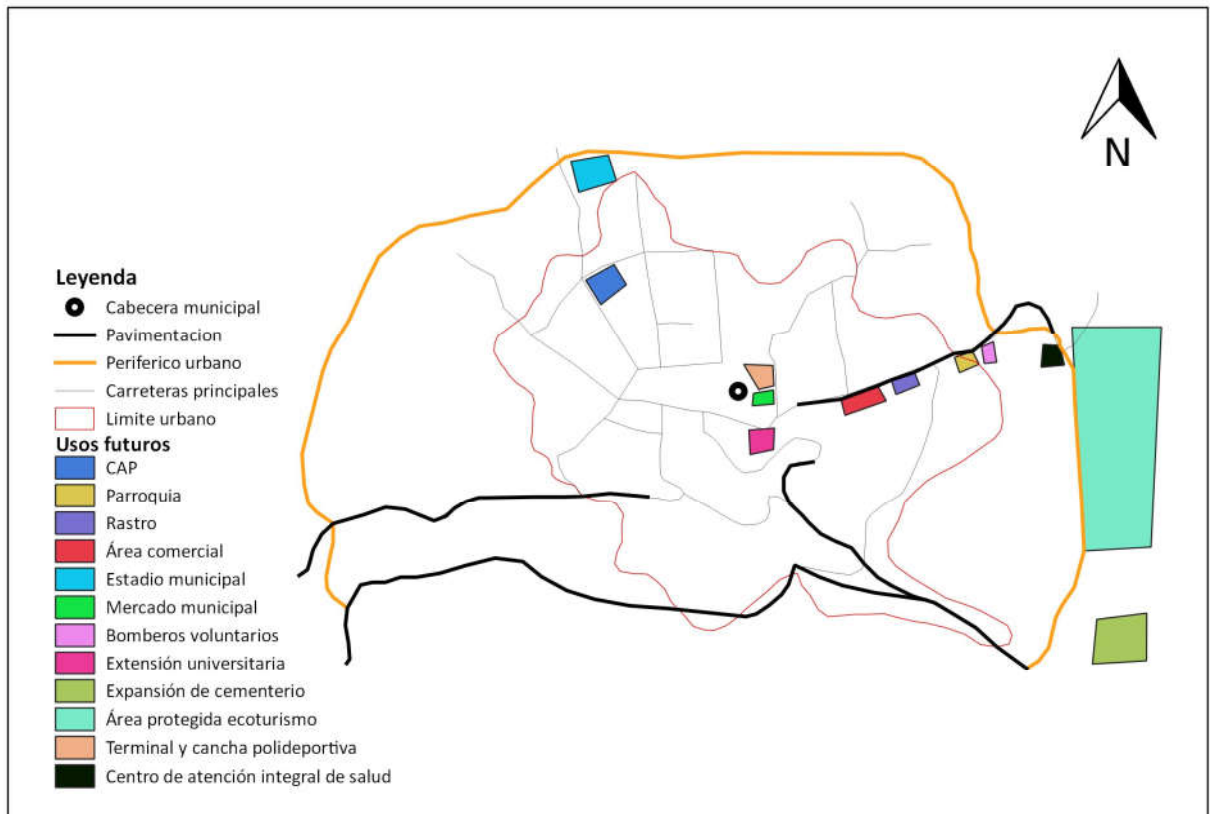 N
Leyenda
Cabecera municipal
Pavimentacion
Periferico urbano
Carreteras principales
Limite urbano
Usos futuros
CAP
Parroquia
Rastro
Área comercial
Estadio municipal
Mercado municipal
Bomberos voluntarios
Extensión universitaria
Expansión de cementerio
Área protegida ecoturismo
Terminal y cancha polideportiva
Centro de atención integral de salud